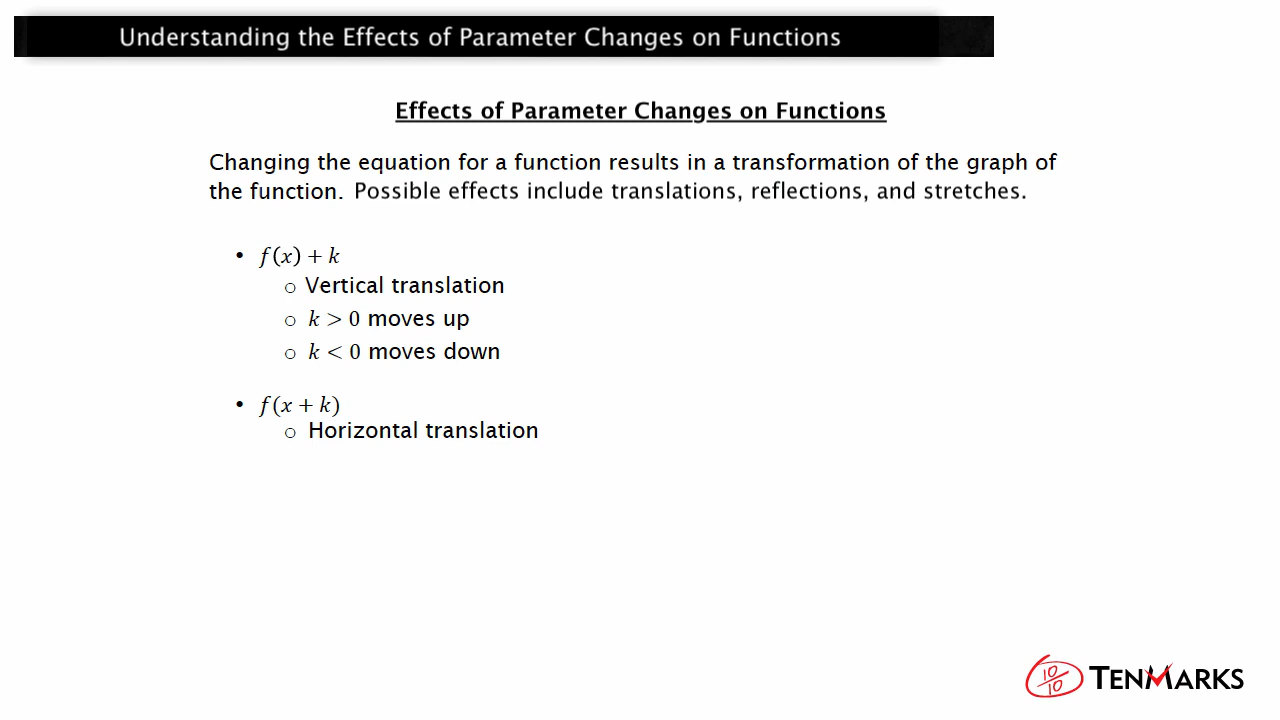 Understanding the Effects of Parameter Changes on Functions
Effects of Parameter Changes on Functions
Changing the equation for a function results in a transformation of the graph of
the function. Possible effects include translations, reflections, and stretches.
• f(x) + k
o Vertical translation
o k > 0 moves up
o k < 0 moves down
• f(x + k)
o Horizontal translation
10/10 TENMARKS